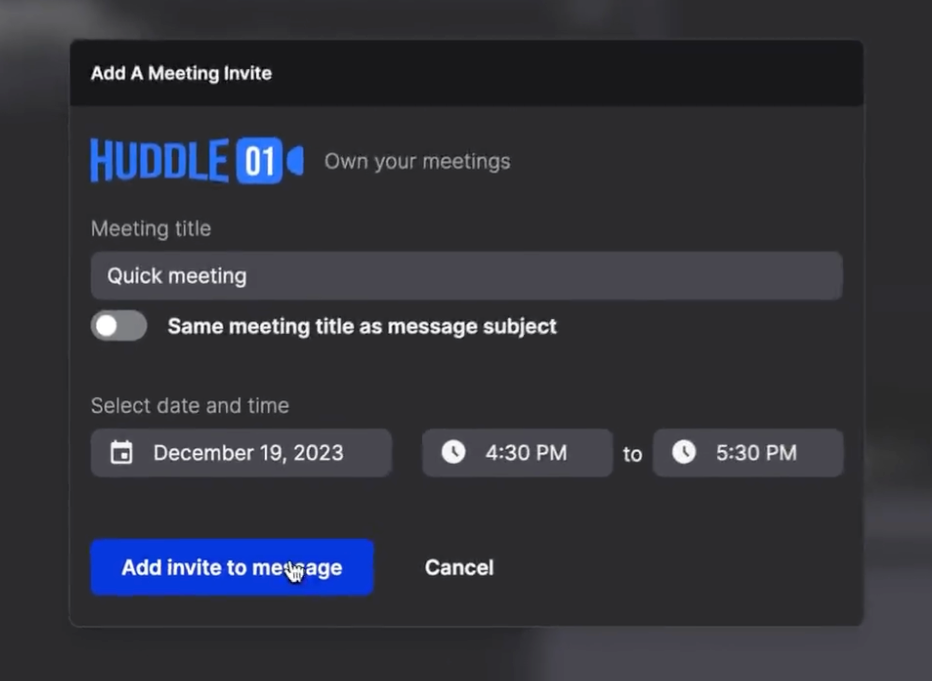 Add A Meeting Invite
HUDDLE 01 Own your meetings
Meeting title
Quick meeting
Same meeting title as message subject
Select date and time
December 19, 2023 4:30 PM to 5:30 PM
Add invite to message Cancel